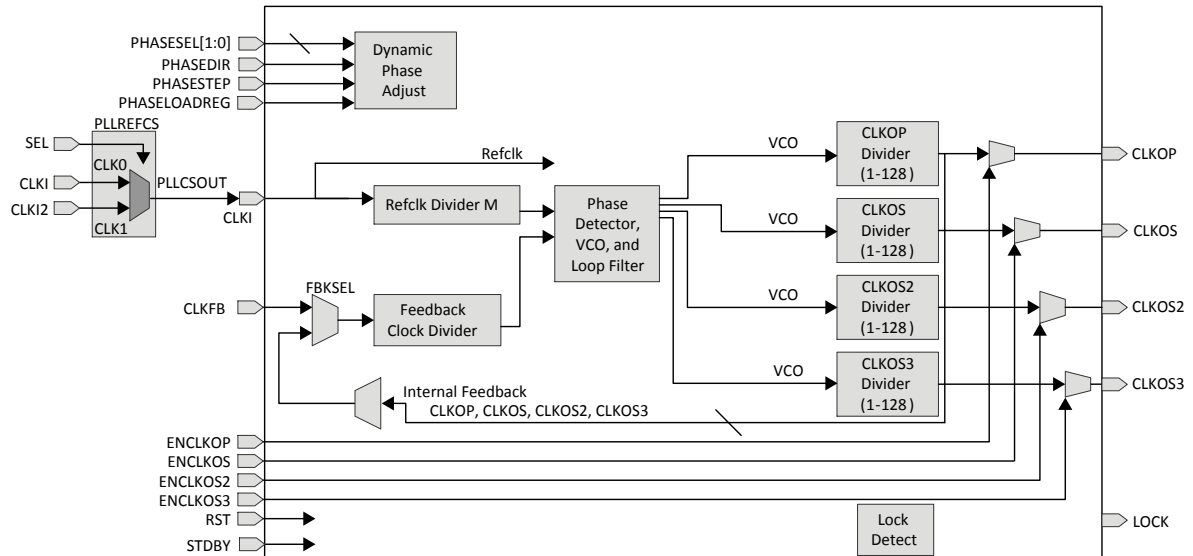 PHASESEL[1:0]
PHASEDIR
PHASESTEP
PHASELOADREG
Dynamic
Phase
Adjust
PLLREFCS
SEL
CLK0
CLKI
CLKI2
CLK1
PLLCSOUT
CLKI
Refclk
Refclk Divider M
Phase
Detector,
VCO, and
Loop Filter
VCO
CLKOP
Divider
(1-128)
CLKOP
VCO
CLKOS
Divider
(1-128)
CLKOS
VCO
CLKOS2
Divider
(1-128)
CLKOS2
VCO
CLKOS3
Divider
(1-128)
CLKOS3
CLKFB
FBKSEL
Feedback
Clock Divider
Internal Feedback
CLKOP, CLKOS, CLKOS2, CLKOS3
ENCLKOP
ENCLKOS
ENCLKOS2
ENCLKOS3
RST
STDBY
Lock
Detect
LOCK